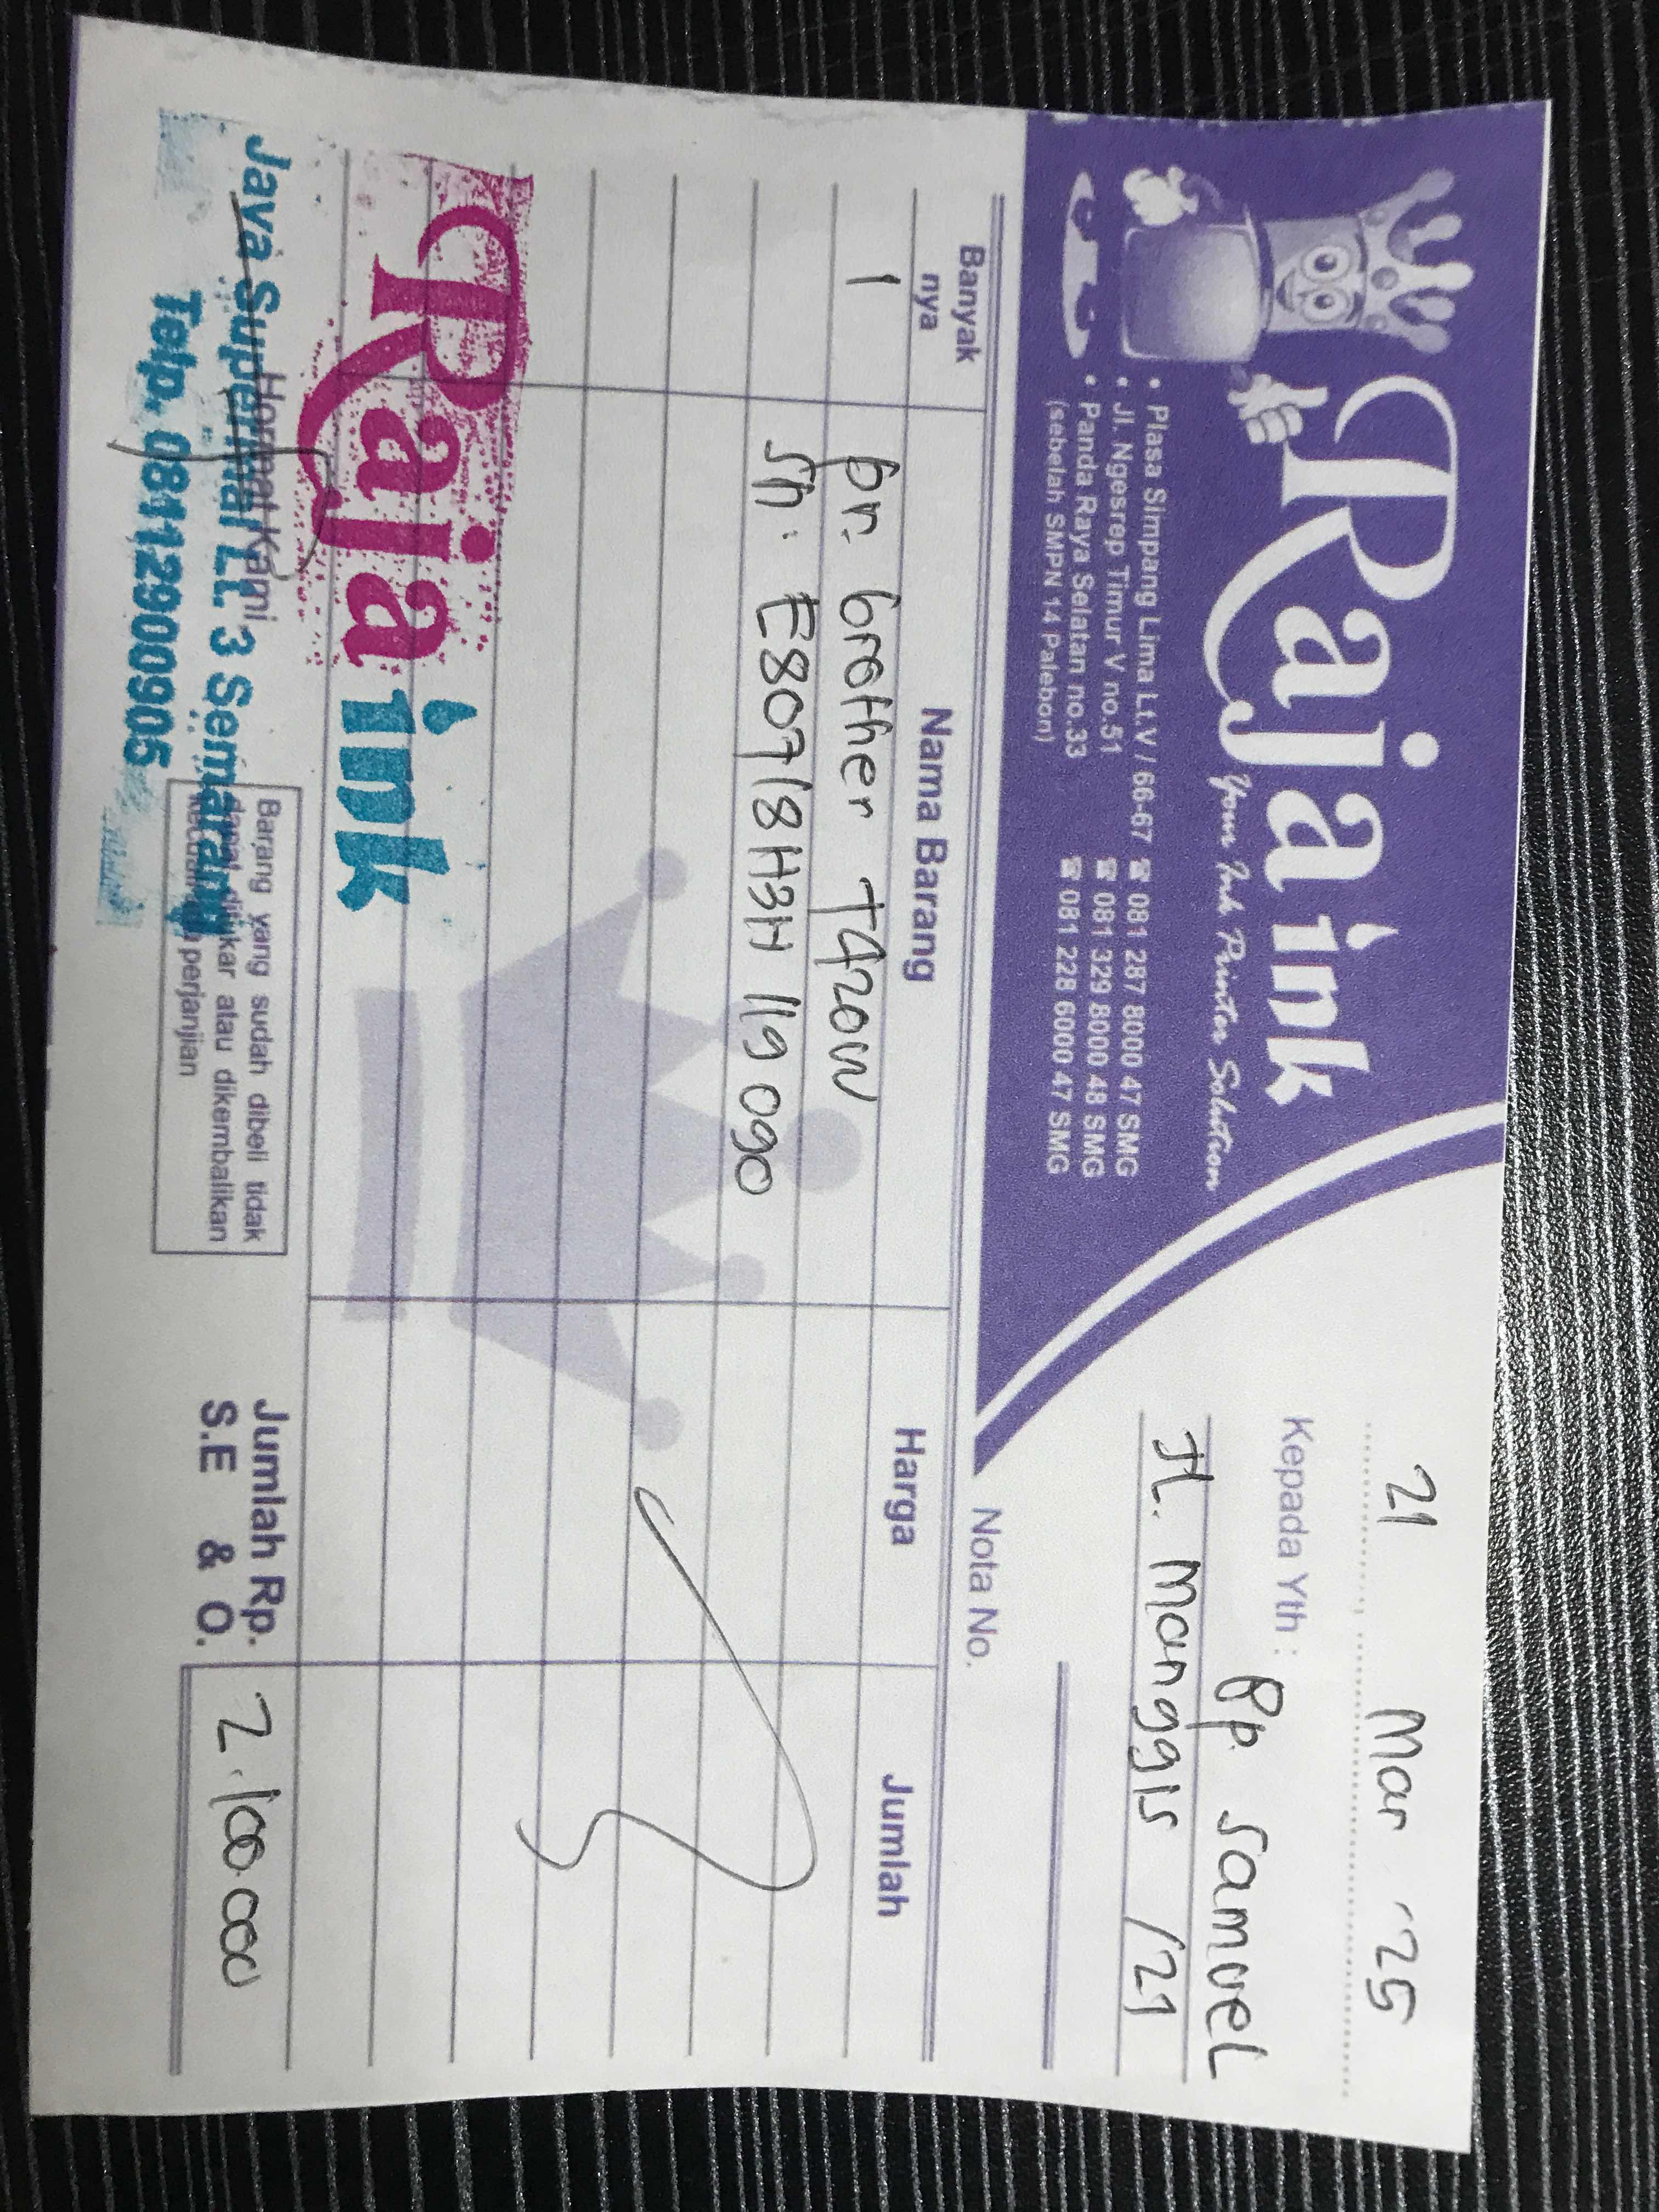 Raja ink
Your Ink Printer Solution
• Plasa Simpang Lima Lt.V / 66-67 ☎ 081 287 8000 47 SMG
• Jl. Ngesrep Timur V no.51 ☎ 081 329 8000 48 SMG
• Panda Raya Selatan no.33 ☎ 081 228 6000 47 SMG
(sebelah SMPN 14 Palebon)
21 Mar '25
Kepada Yth : Bp. Samuel
Jl. Manggis /21
Nota No.
Banyak nya Nama Barang Harga Jumlah
1 pr. brother T420W
Sn: E80718H3H 119 090
Raja ink
Hormat Kami
Java Supermal Lt. 3 Semarang
Telp. 08112900905
Barang yang sudah dibeli tidak
dapat ditukar atau dikembalikan
kecuali perjanjian
Jumlah Rp. 2.100.000
S.E & O.